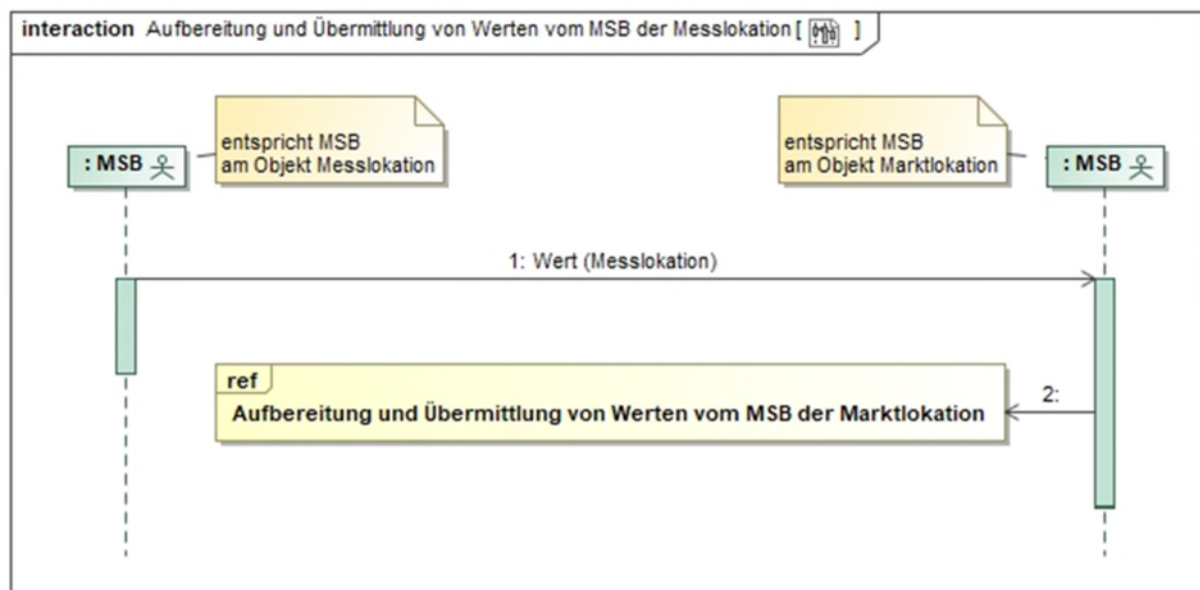 interaction Aufbereitung und Übermittlung von Werten vom MSB der Messlokation [ ]
entspricht MSB
am Objekt Messlokation
: MSB
entspricht MSB
am Objekt Marktlokation
: MSB
1: Wert (Messlokation)
ref
Aufbereitung und Übermittlung von Werten vom MSB der Marktlokation
2: